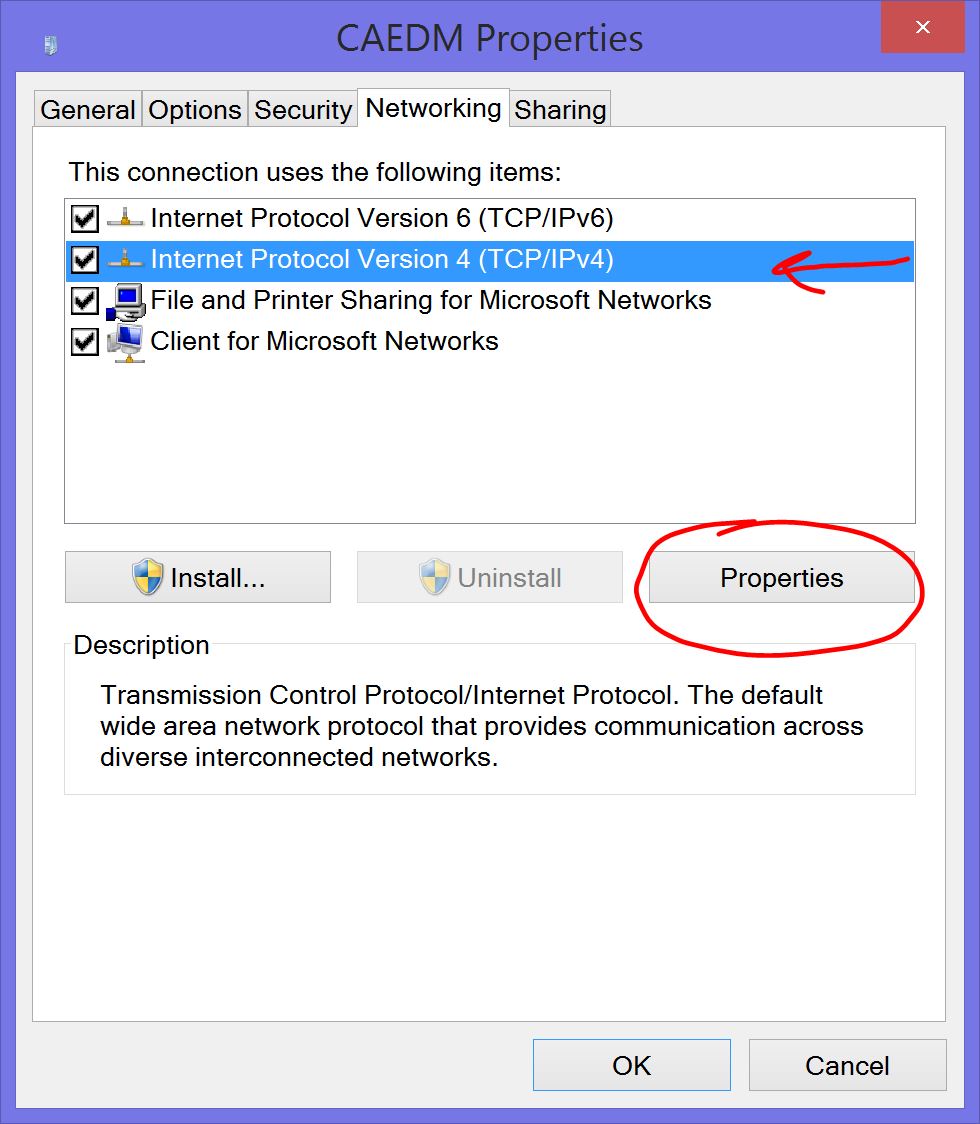 CAEDM Properties
General Options Security Networking Sharing
This connection uses the following items:
Internet Protocol Version 6 (TCP/IPv6)
Internet Protocol Version 4 (TCP/IPv4)
File and Printer Sharing for Microsoft Networks
Client for Microsoft Networks
Install... Uninstall Properties
Description
Transmission Control Protocol/Internet Protocol. The default
wide area network protocol that provides communication across
diverse interconnected networks.
OK Cancel